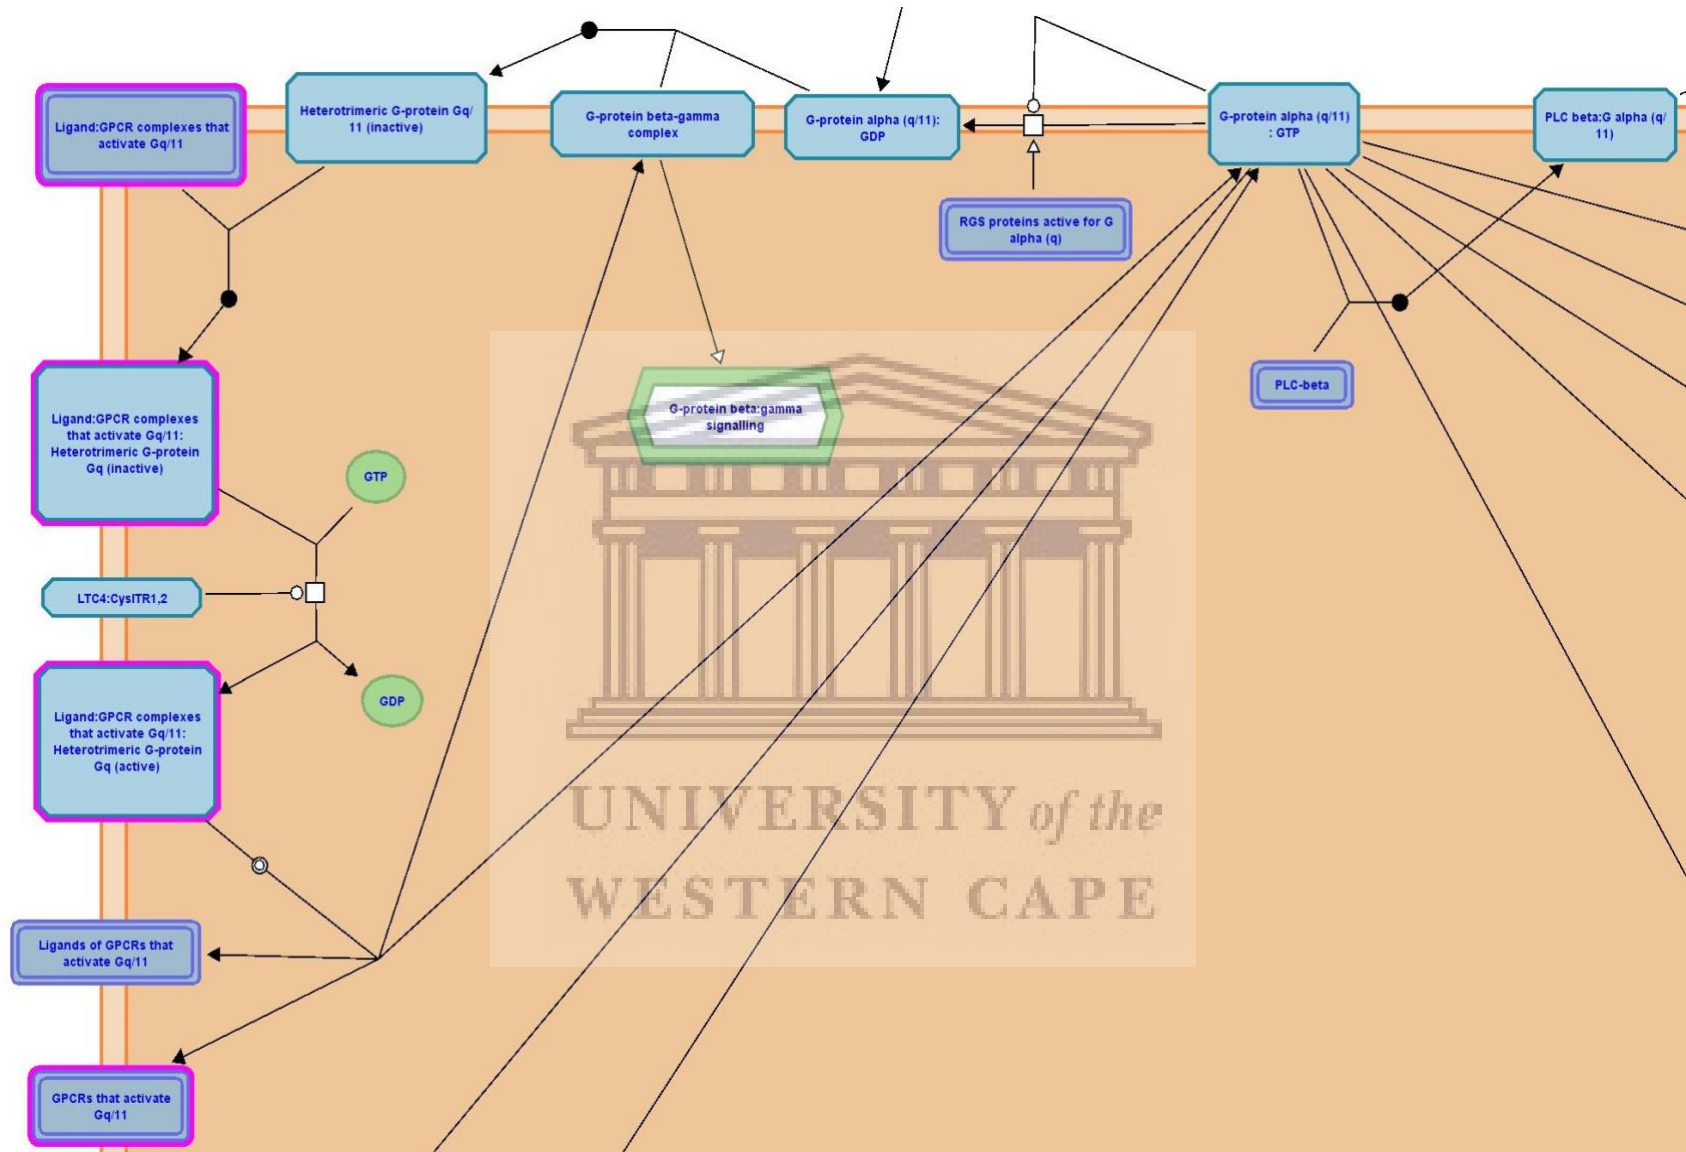 Ligand:GPCR complexes that
activate Gq/11
Heterotrimeric G-protein Gq/
11 (inactive)
G-protein beta-gamma
complex
G-protein alpha (q/11):
GDP
G-protein alpha (q/11)
: GTP
PLC beta:G alpha (q/
11)
RGS proteins active for G
alpha (q)
PLC-beta
G-protein beta:gamma
signalling
Ligand:GPCR complexes
that activate Gq/11:
Heterotrimeric G-protein
Gq (inactive)
GTP
LTC4:CysITR1,2
Ligand:GPCR complexes
that activate Gq/11:
Heterotrimeric G-protein
Gq (active)
GDP
Ligands of GPCRs that
activate Gq/11
GPCRs that activate
Gq/11
UNIVERSITY of the
WESTERN CAPE